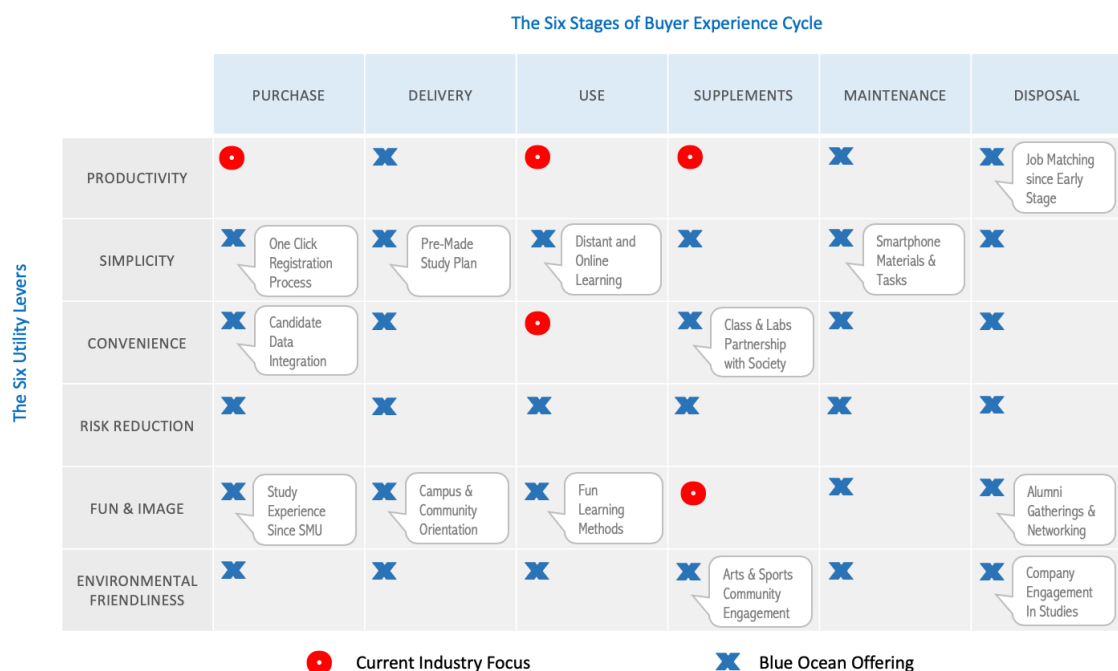 The Six Stages of Buyer Experience Cycle
PURCHASE
DELIVERY
USE
SUPPLEMENTS
MAINTENANCE
DISPOSAL
The Six Utility Levers
PRODUCTIVITY
Job Matching
since Early
Stage
SIMPLICITY
One Click
Registration
Process
Pre-Made
Study Plan
Distant and
Online
Learning
Smartphone
Materials &
Tasks
CONVENIENCE
Candidate
Data
Integration
Class & Labs
Partnership
with Society
RISK REDUCTION
FUN & IMAGE
Study
Experience
Since SMU
Campus &
Community
Orientation
Fun
Learning
Methods
Alumni
Gatherings &
Networking
ENVIRONMENTAL
FRIENDLINESS
Arts & Sports
Community
Engagement
Company
Engagement
In Studies
Current Industry Focus
Blue Ocean Offering